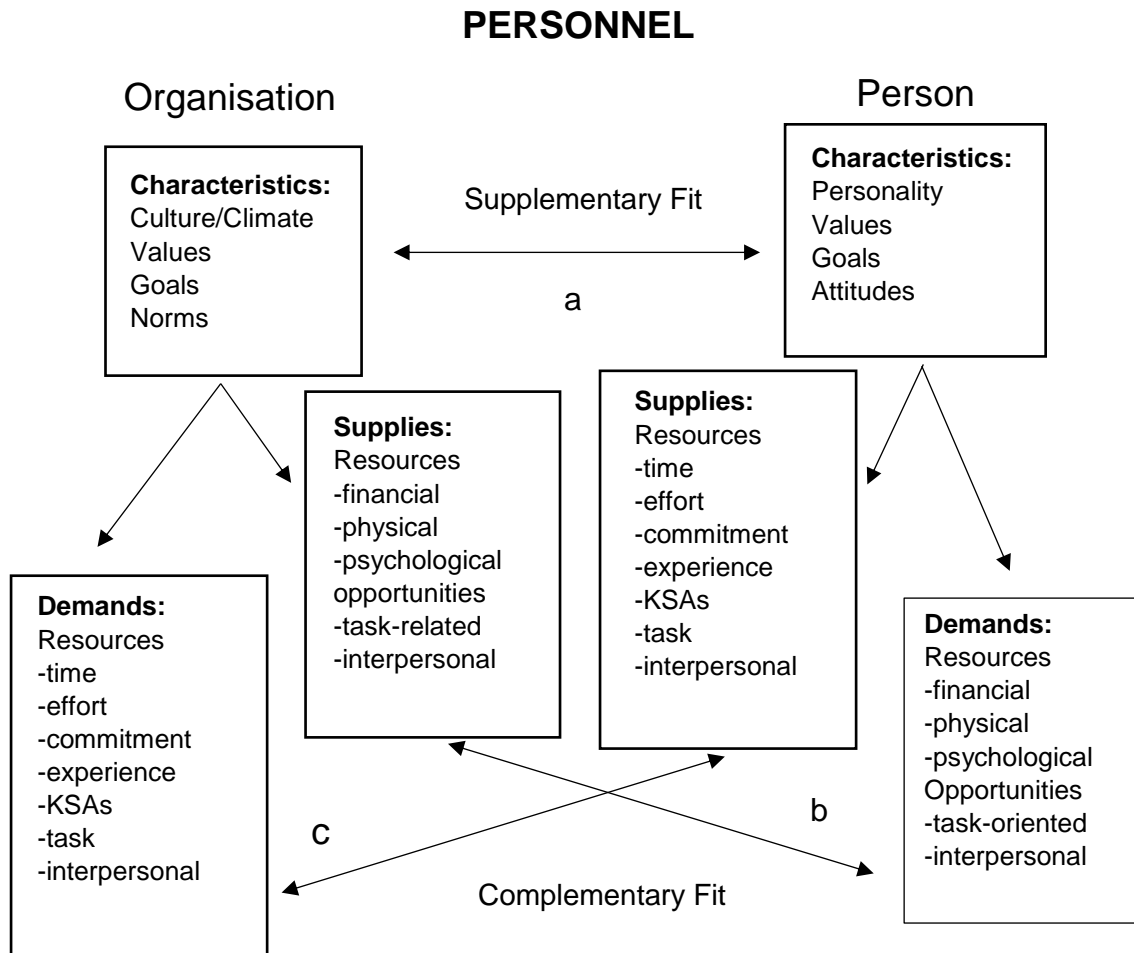 PERSONNEL
Organisation
Person
Characteristics:
Culture/Climate
Values
Goals
Norms
Supplementary Fit
a
Characteristics:
Personality
Values
Goals
Attitudes
Supplies:
Resources
-financial
-physical
-psychological
opportunities
-task-related
-interpersonal
Supplies:
Resources
-time
-effort
-commitment
-experience
-KSAs
-task
-interpersonal
Demands:
Resources
-time
-effort
-commitment
-experience
-KSAs
-task
-interpersonal
Demands:
Resources
-financial
-physical
-psychological
Opportunities
-task-oriented
-interpersonal
c
b
Complementary Fit